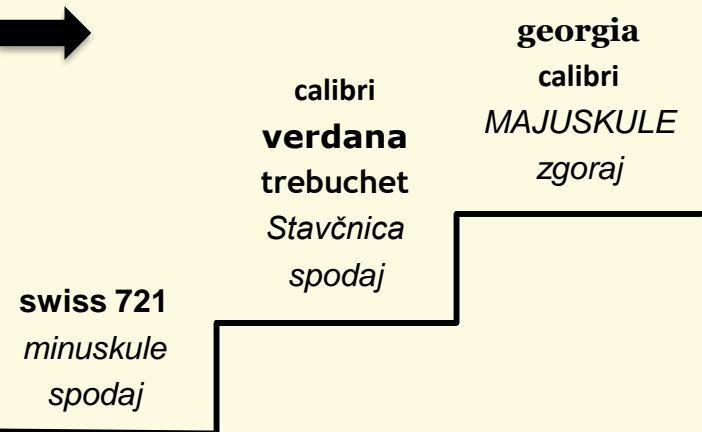 swiss 721
minuskule
spodaj
calibri
verdana
trebuchet
Stavčnica
spodaj
georgia
calibri
MAJUSKULE
zgoraj